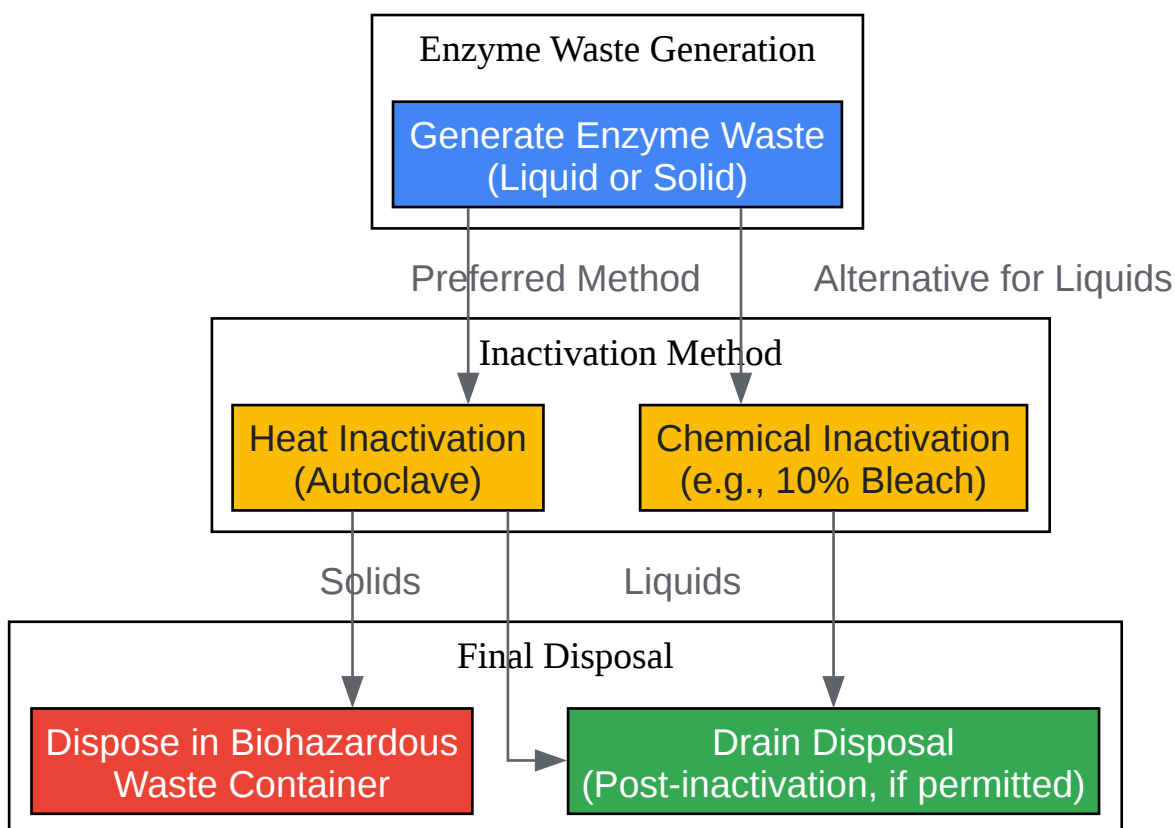 Enzyme Waste Generation
Generate Enzyme Waste
(Liquid or Solid)
Preferred Method
Alternative for Liquids
Inactivation Method
Heat Inactivation
(Autoclave)
Chemical Inactivation
(e.g., 10% Bleach)
Solids
Liquids
Final Disposal
Dispose in Biohazardous
Waste Container
Drain Disposal
(Post-inactivation, if permitted)